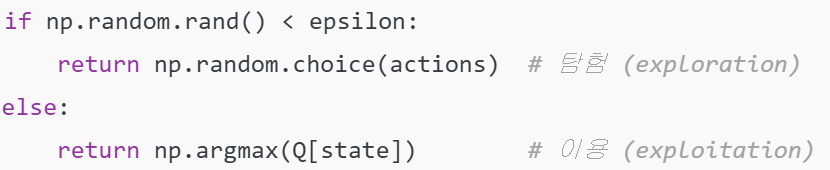 if np.random.rand() < epsilon:
    return np.random.choice(actions)  # 탐험 (exploration)
else:
    return np.argmax(Q[state])        # 이용 (exploitation)